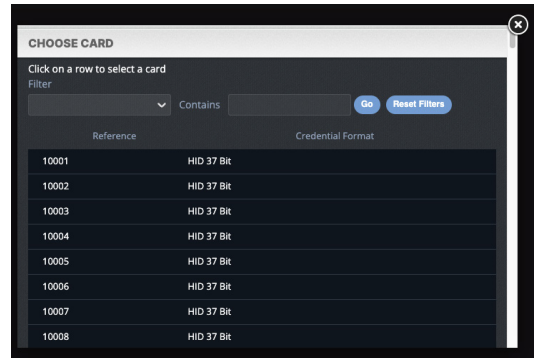 CHOOSE CARD
Click on a row to select a card
Filter
Contains Go Reset Filters
Reference Credential Format
10001 HID 37 Bit
10002 HID 37 Bit
10003 HID 37 Bit
10004 HID 37 Bit
10005 HID 37 Bit
10006 HID 37 Bit
10007 HID 37 Bit
10008 HID 37 Bit